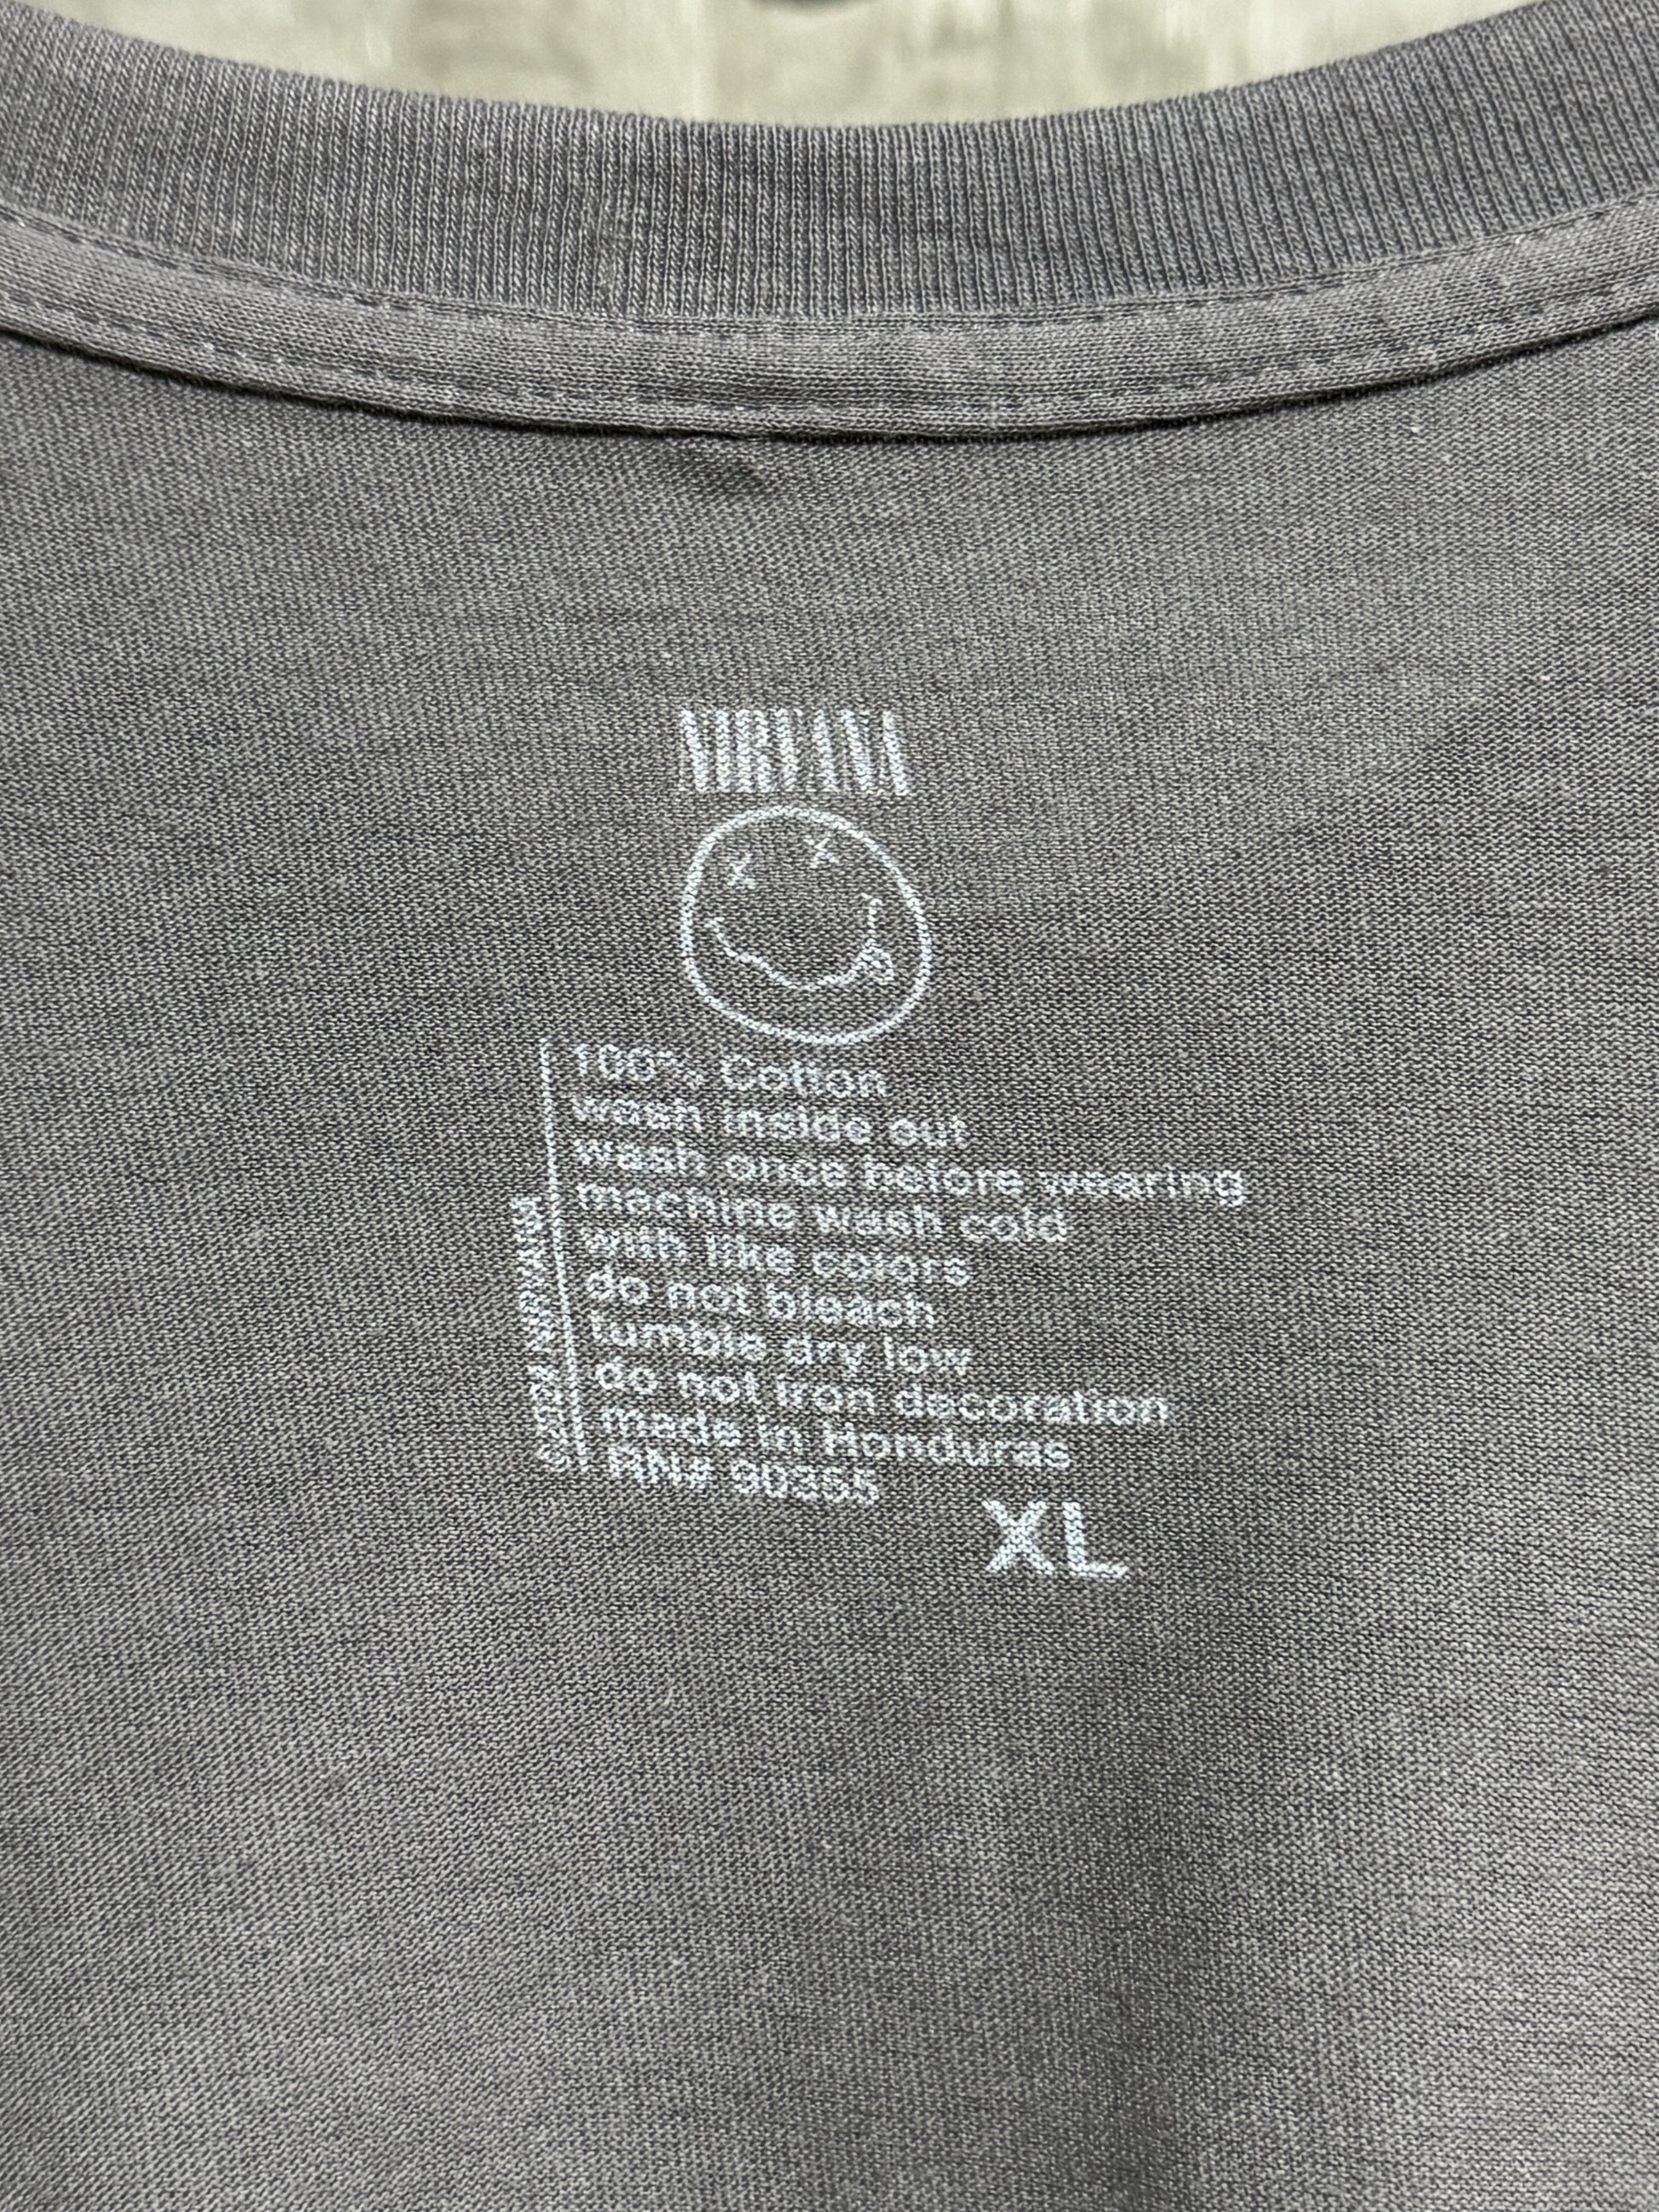 NIRVANA
100% Cotton
wash inside out
wash once before wearing
machine wash cold
with like colors
do not bleach
tumble dry low
do not iron decoration
made in Honduras
RN# 90365
XL